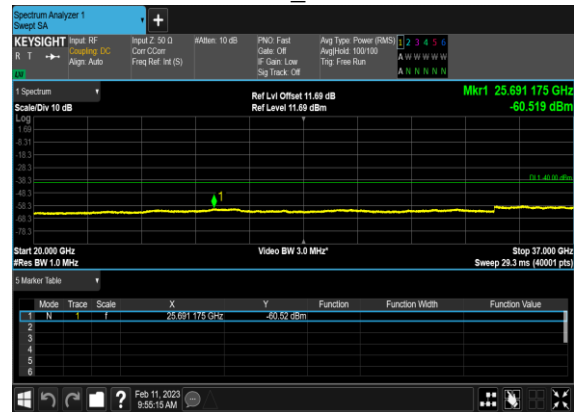 Spectrum Analyzer 1
Swept SA
+
KEYSIGHT Input: RF Input Z: 50 Ω #Atten: 10 dB PNO: Fast Avg Type: Power (RMS) 1 2 3 4 5 6
R T Coupling: DC Corr CCorr Gate: Off Avg|Hold: 100/100 A W W W W W
Align: Auto Freq Ref: Int (S) IF Gain: Low Trig: Free Run
Sig Track: Off A N N N N N
1 Spectrum Ref Lvl Offset 11.69 dB Mkr1 25.691 175 GHz
Scale/Div 10 dB Ref Level 11.69 dBm -60.519 dBm
Log
1.69
-8.31
-18.3
-28.3
-38.3 DL1 -40.00 dBm
-48.3
1
-58.3
-68.3
-78.3
Start 20.000 GHz Video BW 3.0 MHz* Stop 37.000 GHz
#Res BW 1.0 MHz Sweep 29.3 ms (40001 pts)
5 Marker Table
Mode Trace Scale X Y Function Function Width Function Value
1 N 1 f 25.691 175 GHz -60.52 dBm
2
3
4
5
6
? Feb 11, 2023
9:55:15 AM